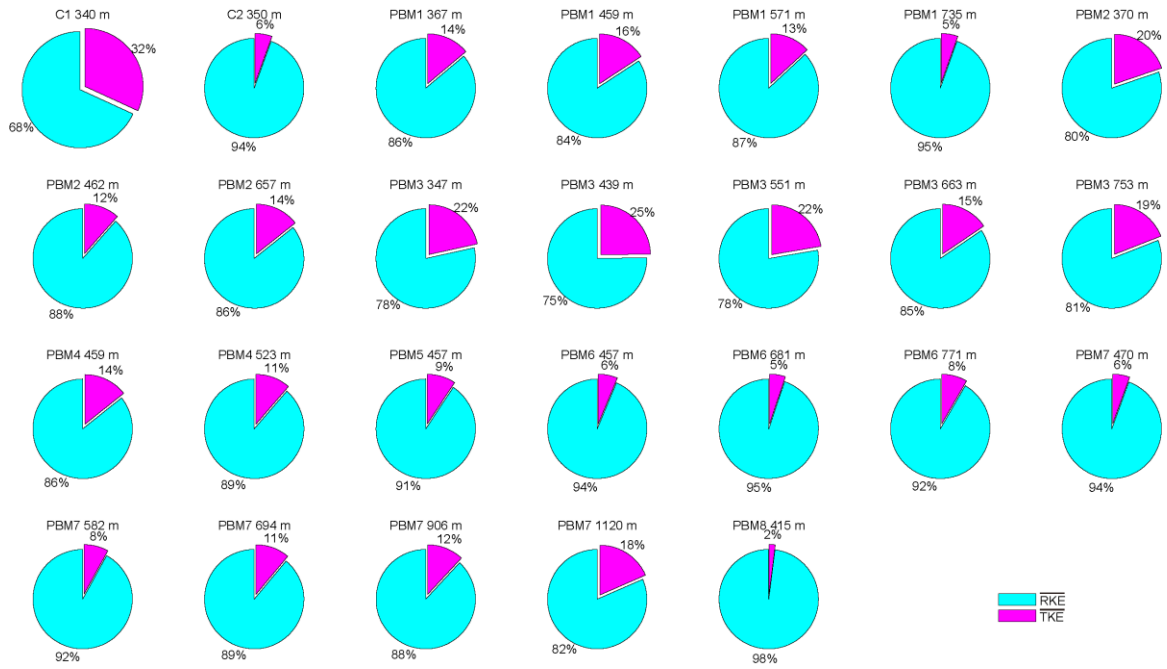 C1 340 m
32%
68%
C2 350 m
6%
94%
PBM1 367 m
14%
86%
PBM1 459 m
16%
84%
PBM1 571 m
13%
87%
PBM1 735 m
5%
95%
PBM2 370 m
20%
80%
PBM2 462 m
12%
88%
PBM2 657 m
14%
86%
PBM3 347 m
22%
78%
PBM3 439 m
25%
75%
PBM3 551 m
22%
78%
PBM3 663 m
15%
85%
PBM3 753 m
19%
81%
PBM4 459 m
14%
86%
PBM4 523 m
11%
89%
PBM5 457 m
9%
91%
PBM6 457 m
6%
94%
PBM6 681 m
5%
95%
PBM6 771 m
8%
92%
PBM7 470 m
6%
94%
PBM7 582 m
8%
92%
PBM7 694 m
11%
89%
PBM7 906 m
12%
88%
PBM7 1120 m
18%
82%
PBM8 415 m
2%
98%
RKE
TKE